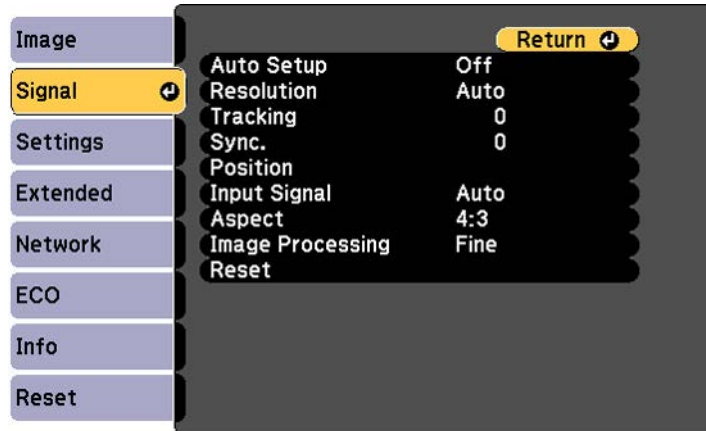 Image
Signal
Settings
Extended
Network
ECO
Info
Reset
Return
Auto Setup Off
Resolution Auto
Tracking 0
Sync. 0
Position
Input Signal Auto
Aspect 4:3
Image Processing Fine
Reset